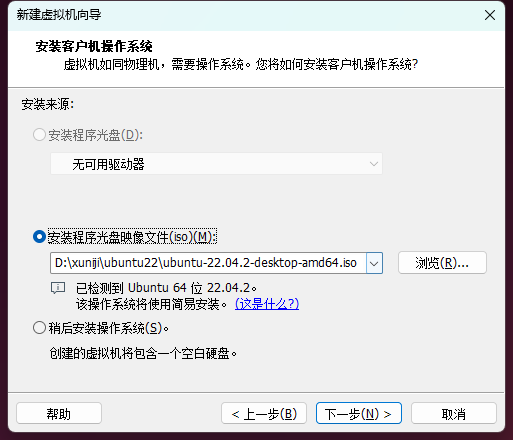 新建虚拟机向导
安装客户机操作系统
虚拟机如同物理机，需要操作系统。您将如何安装客户机操作系统?
安装来源:
安装程序光盘(D):
无可用驱动器
安装程序光盘映像文件(iso)(M):
D:\xuniji\ubuntu22\ubuntu-22.04.2-desktop-amd64.iso
浏览(R)...
已检测到 Ubuntu 64 位 22.04.2。
该操作系统将使用简易安装。 (这是什么?)
稍后安装操作系统(S)。
创建的虚拟机将包含一个空白硬盘。
帮助
< 上一步(B)
下一步(N) >
取消